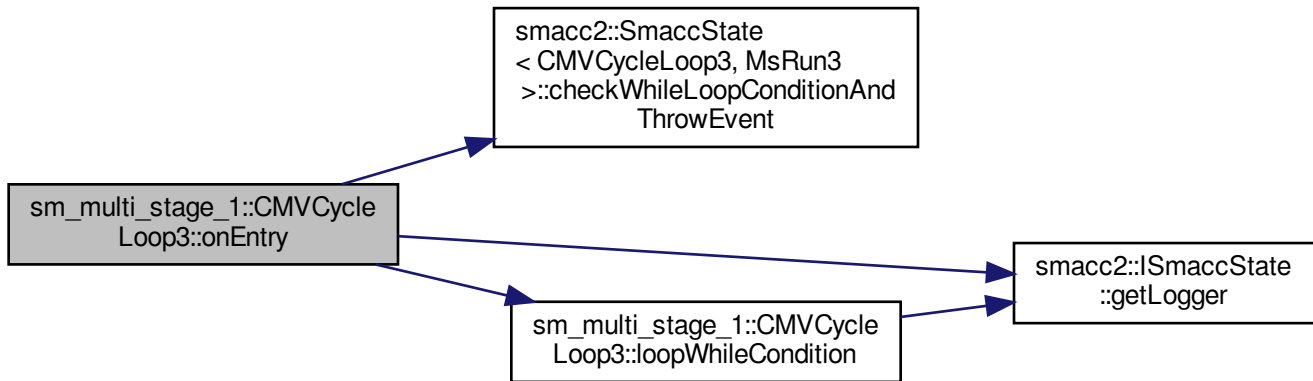 smacc2::SmaccState
< CMVCycleLoop3, MsRun3
>::checkWhileLoopConditionAnd
ThrowEvent
sm_multi_stage_1::CMVCycle
Loop3::onEntry
smacc2::ISmaccState
::getLogger
sm_multi_stage_1::CMVCycle
Loop3::loopWhileCondition